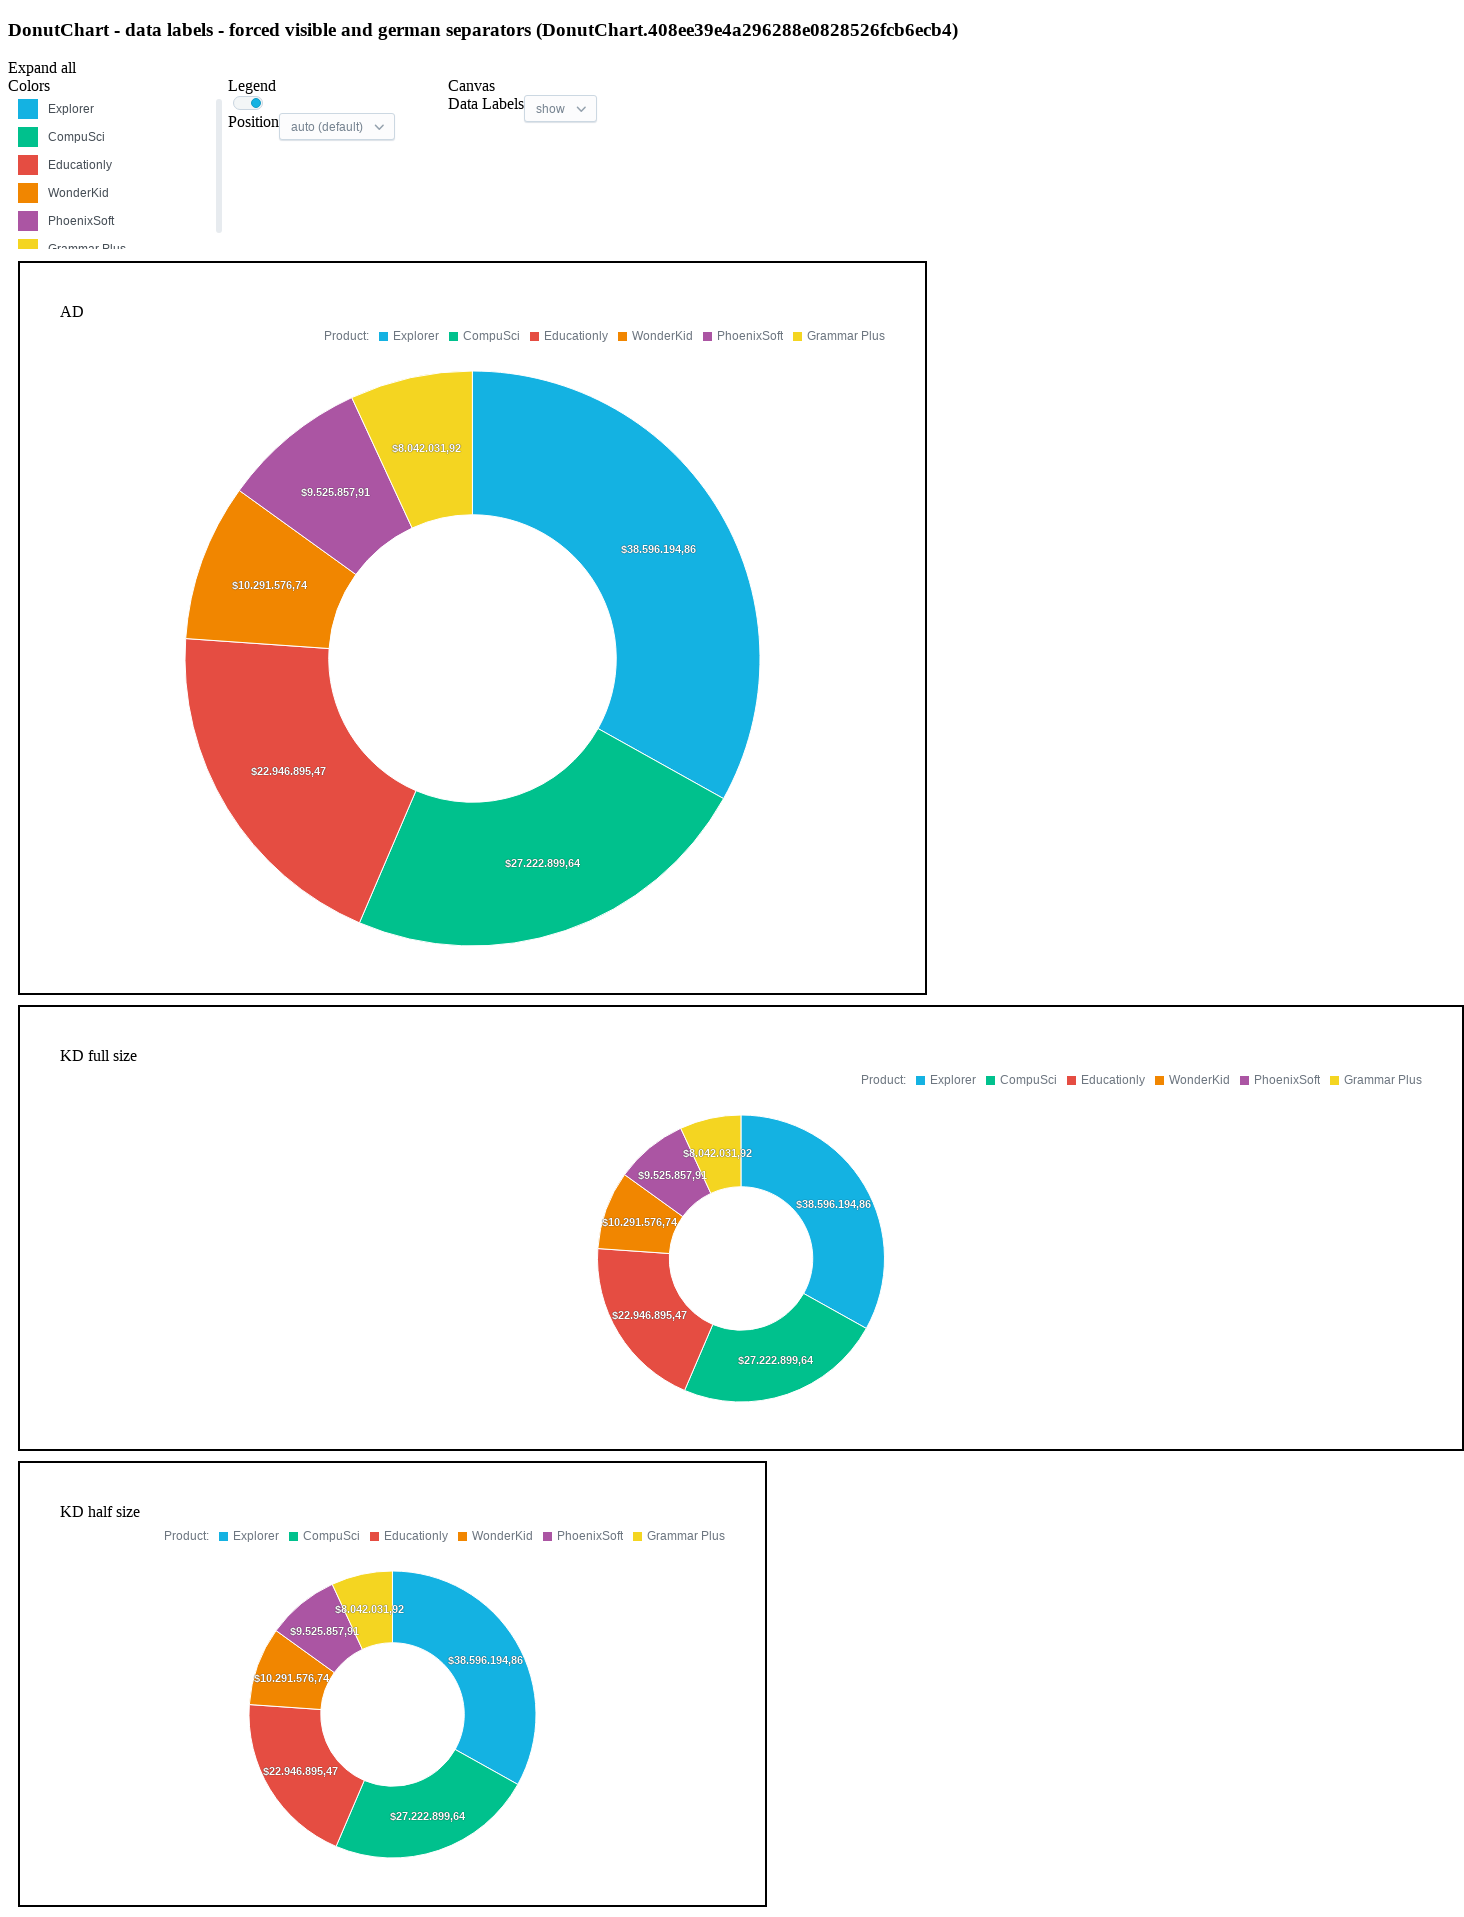 DonutChart - data labels - forced visible and german separators (DonutChart.408ee39e4a296288e0828526fcb6ecb4)
Expand all
Colors
Explorer
CompuSci
Educationly
WonderKid
PhoenixSoft
Grammar Plus
Legend
Position auto (default)
Canvas
Data Labels show
AD
Product: Explorer CompuSci Educationly WonderKid PhoenixSoft Grammar Plus
$8.042.031,92
$9.525.857,91
$38.596.194,86
$10.291.576,74
$22.946.895,47
$27.222.899,64
KD full size
Product: Explorer CompuSci Educationly WonderKid PhoenixSoft Grammar Plus
$8.042.031,92
$9.525.857,91
$38.596.194,86
$10.291.576,74
$22.946.895,47
$27.222.899,64
KD half size
Product: Explorer CompuSci Educationly WonderKid PhoenixSoft Grammar Plus
$8.042.031,92
$9.525.857,91
$38.596.194,86
$10.291.576,74
$22.946.895,47
$27.222.899,64